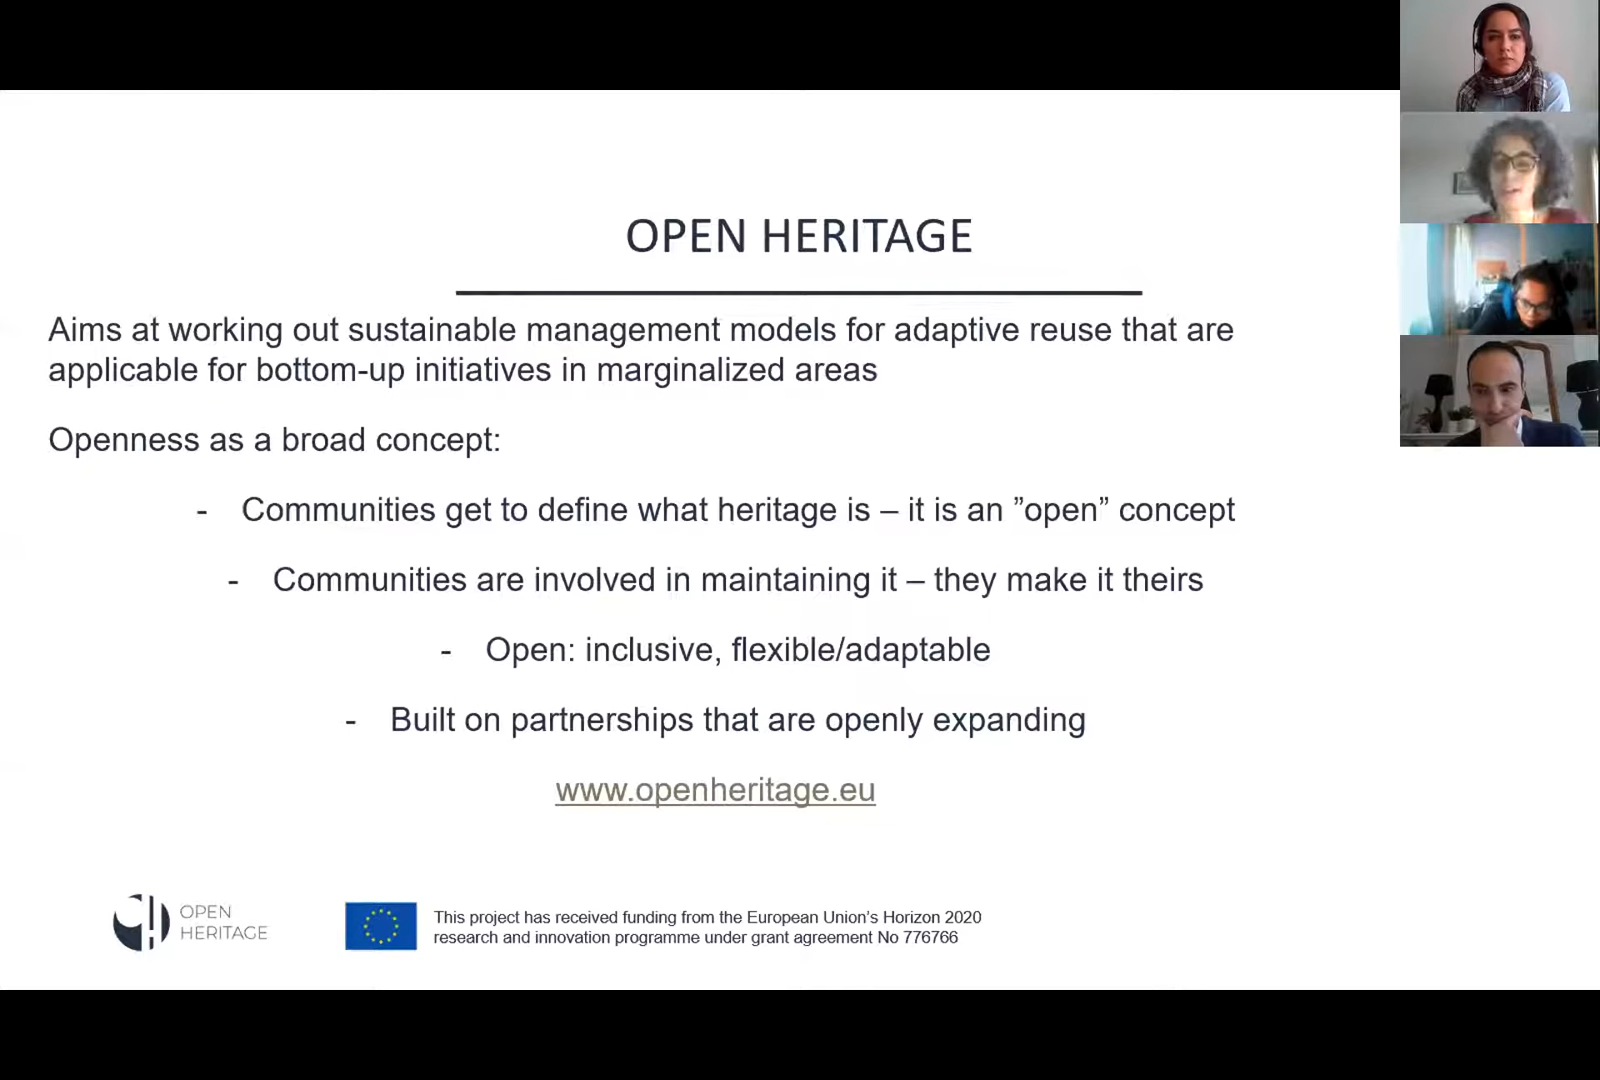 OPEN HERITAGE
Aims at working out sustainable management models for adaptive reuse that are
applicable for bottom-up initiatives in marginalized areas
Openness as a broad concept:
- Communities get to define what heritage is – it is an ”open” concept
- Communities are involved in maintaining it – they make it theirs
- Open: inclusive, flexible/adaptable
- Built on partnerships that are openly expanding
www.openheritage.eu
OPEN
HERITAGE
This project has received funding from the European Union’s Horizon 2020
research and innovation programme under grant agreement No 776766